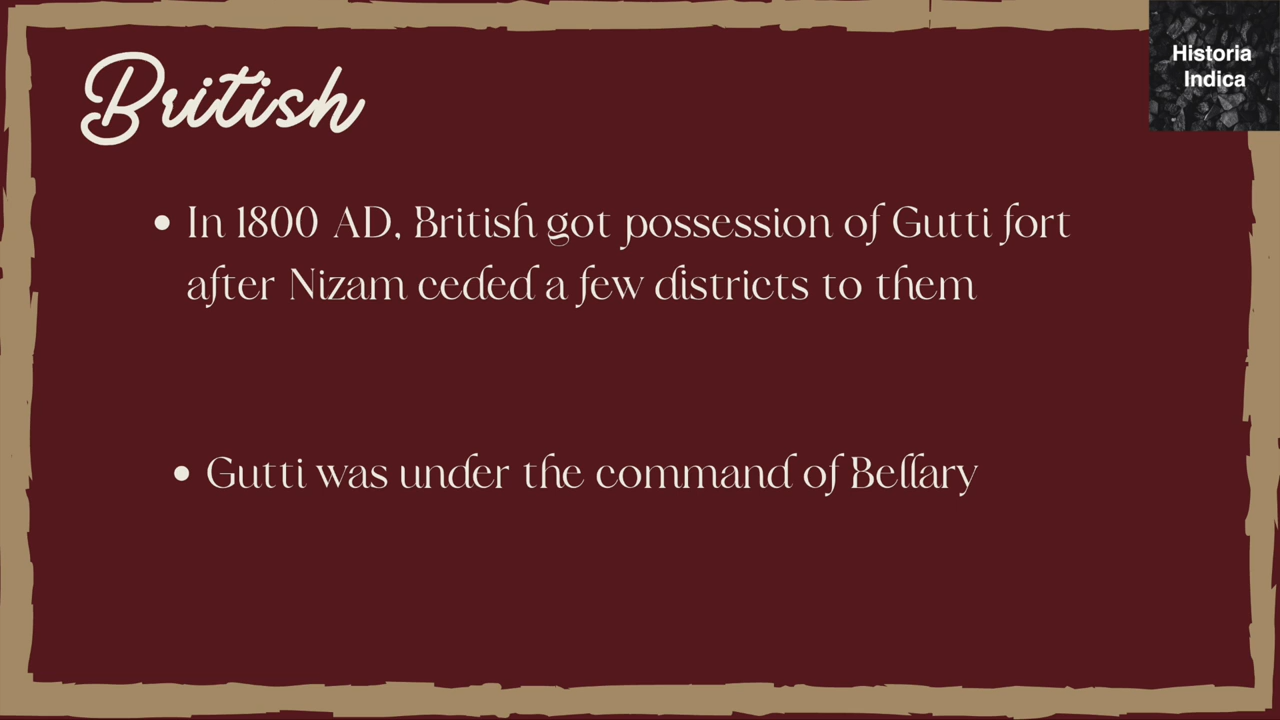 Historia
Indica
British
• In 1800 AD, British got possession of Gutti fort
after Nizam ceded a few districts to them
• Gutti was under the command of Bellary